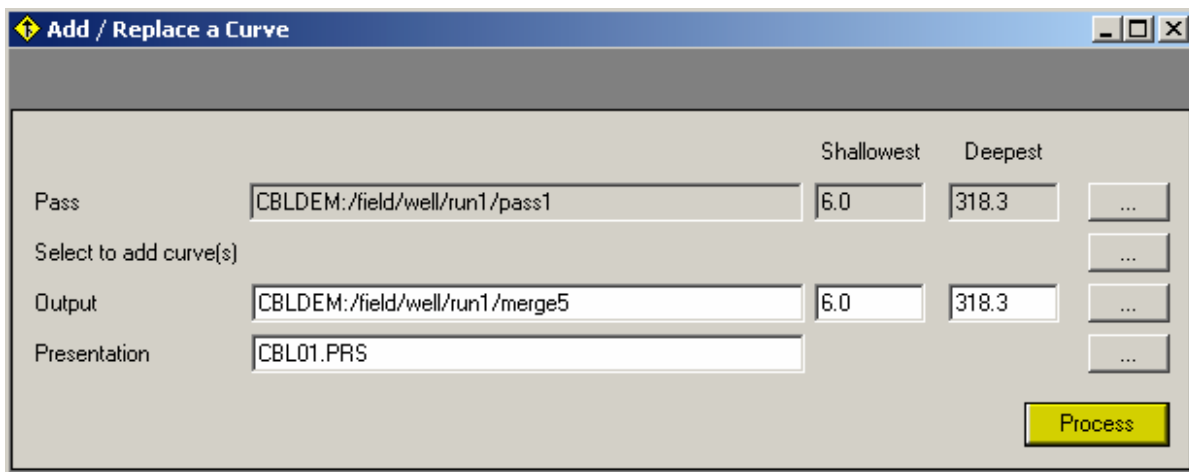 Add / Replace a Curve
Shallowest Deepest
Pass CBLDEM:/field/well/run1/pass1 6.0 318.3 ...
Select to add curve(s) ...
Output CBLDEM:/field/well/run1/merge5 6.0 318.3 ...
Presentation CBL01.PRS ...
Process